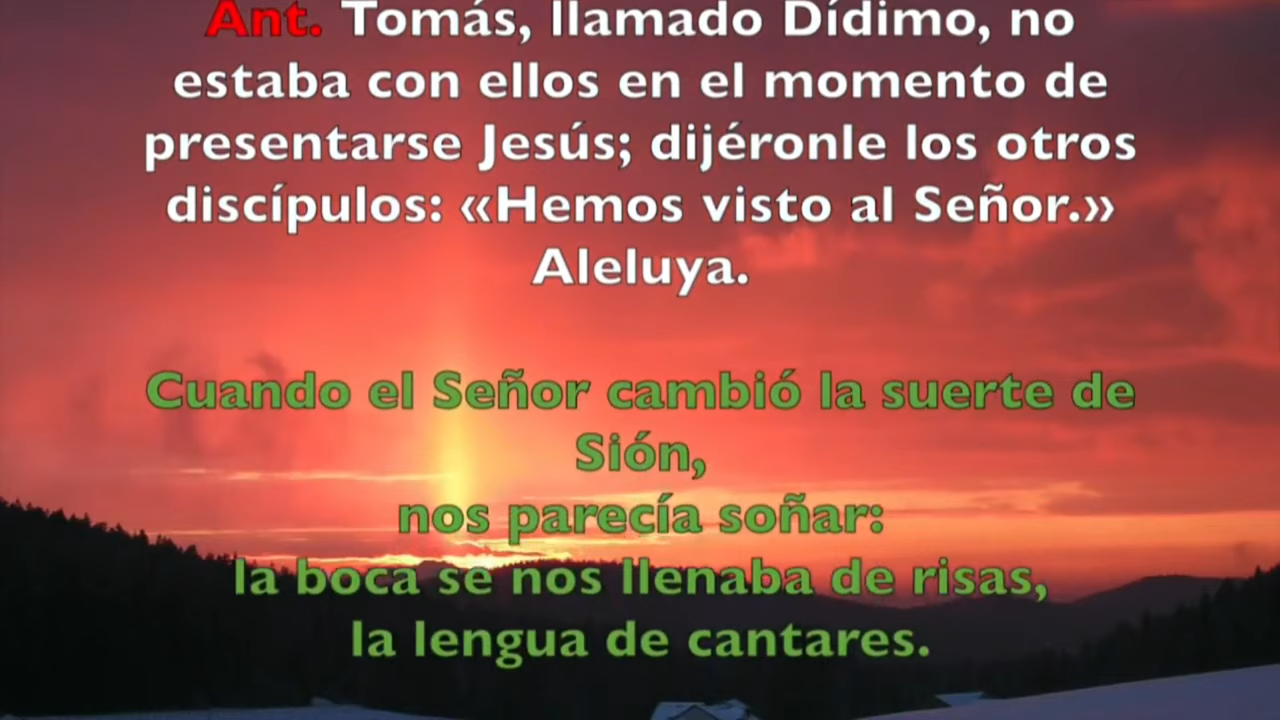 Ant. Tomás, llamado Dídimo, no
estaba con ellos en el momento de
presentarse Jesús; dijéronle los otros
discípulos: «Hemos visto al Señor.»
Aleluya.
Cuando el Señor cambió la suerte de
Sión,
nos parecía soñar:
la boca se nos llenaba de risas,
la lengua de cantares.